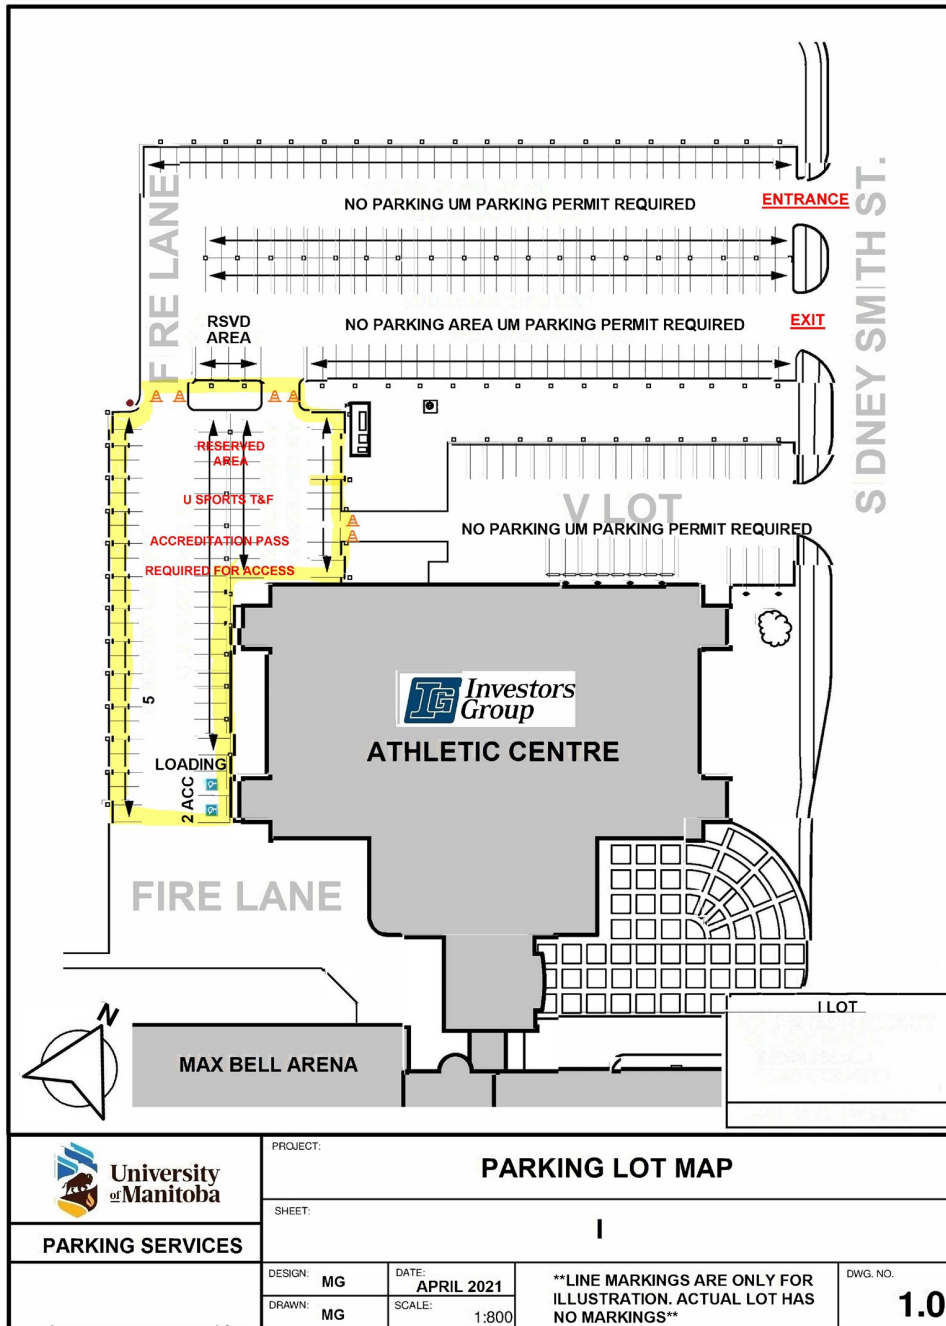 NO PARKING UM PARKING PERMIT REQUIRED
ENTRANCE
FIRE LANE
SIDNEY SMITH ST.
RSVD
AREA
NO PARKING AREA UM PARKING PERMIT REQUIRED
EXIT
RESERVED
AREA
U SPORTS T&F
ACCREDITATION PASS
REQUIRED FOR ACCESS
V LOT
NO PARKING UM PARKING PERMIT REQUIRED
Investors
Group
ATHLETIC CENTRE
5
LOADING
2 ACC
FIRE LANE
I LOT
N
MAX BELL ARENA
University
of Manitoba
PARKING SERVICES
PROJECT:
PARKING LOT MAP
SHEET:
I
DESIGN: MG
DATE:
APRIL 2021
DRAWN: MG
SCALE:
1:800
**LINE MARKINGS ARE ONLY FOR
ILLUSTRATION. ACTUAL LOT HAS
NO MARKINGS**
DWG. NO.
1.0